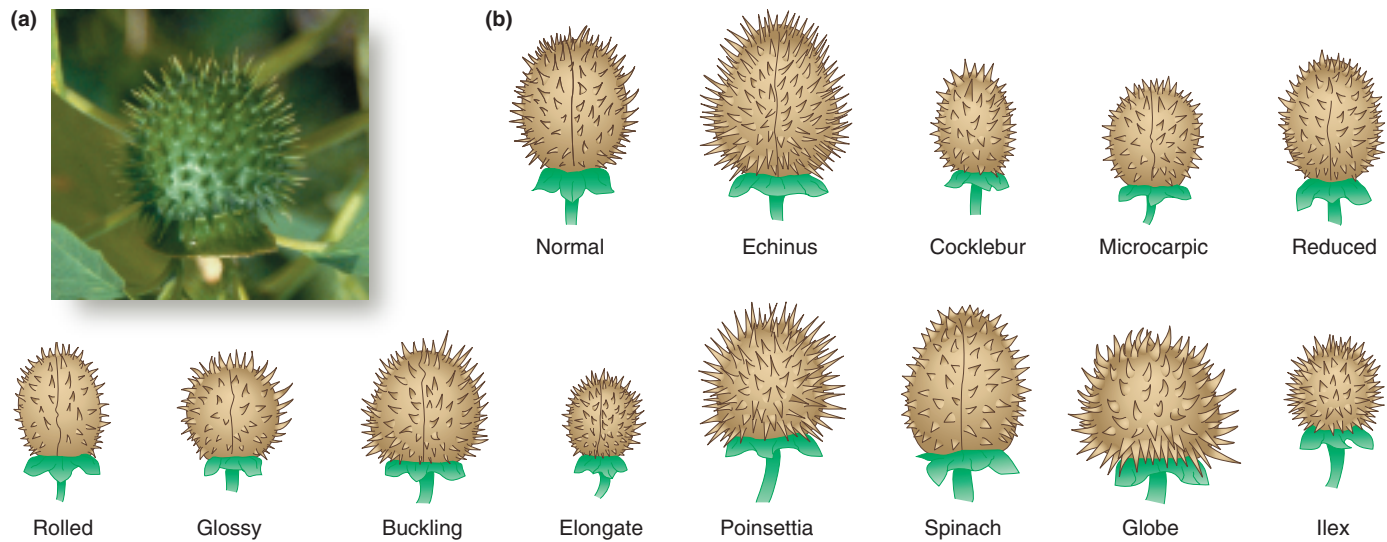 (a)
(b)
Normal Echinus Cocklebur Microcarpic Reduced
Rolled Glossy Buckling Elongate Poinsettia Spinach Globe Ilex